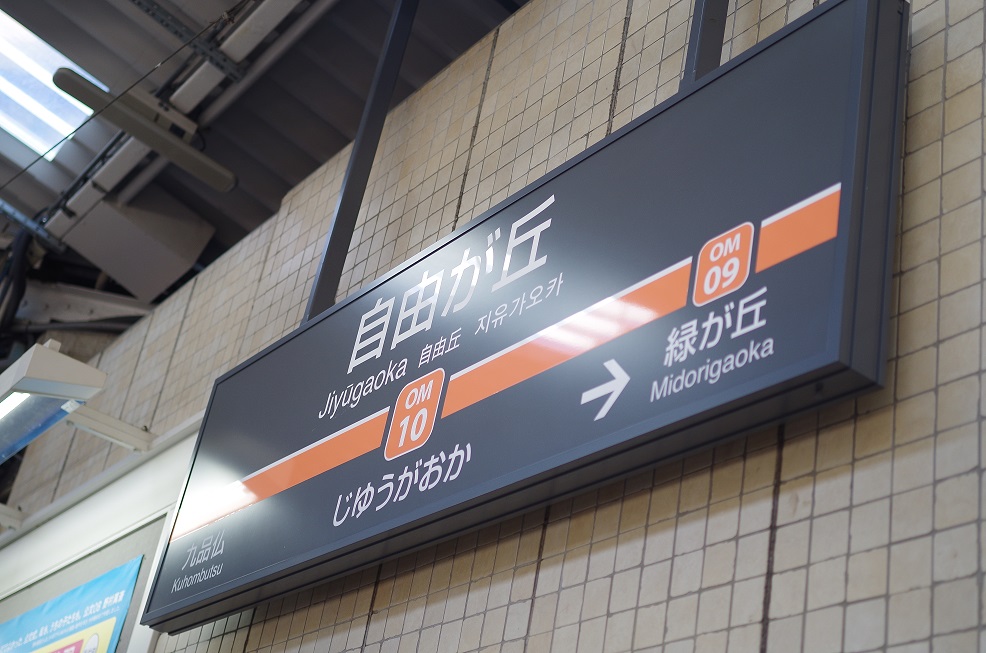 自由が丘
Jiyūgaoka 自由丘 지유가오카
OM
10
じゆうがおか
OM
09
→ 緑が丘
Midorigaoka
九品仏
Kuhombutsu